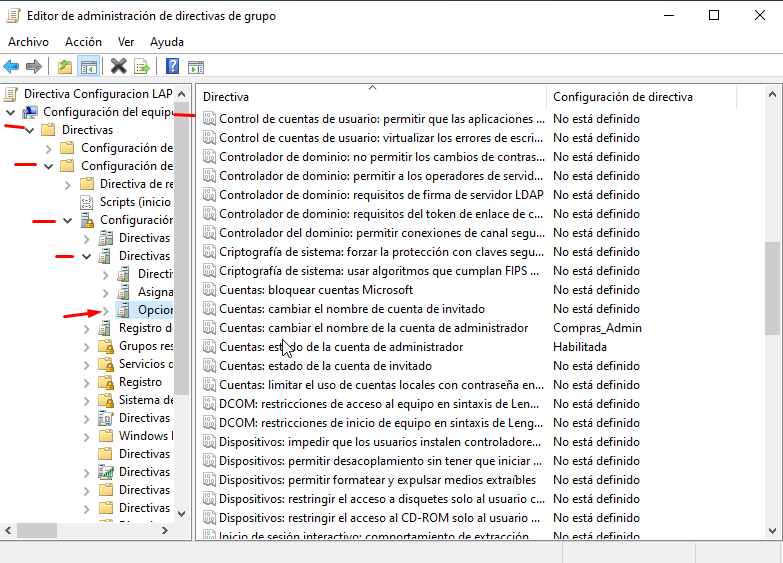 Editor de administración de directivas de grupo
Archivo Acción Ver Ayuda
Directiva Configuracion LAP
Configuración del equipo
Directivas
Configuración de
Configuración de
Directiva de re
Scripts (inicio
Configuración
Directivas
Directivas
Directiv
Asigna
Opcion
Registro de
Grupos res
Servicios d
Registro
Sistema de
Directivas
Windows
Directivas
Directivas
Directivas
Directivas
Directiva Configuración de directiva
Control de cuentas de usuario: permitir que las aplicaciones ... No está definido
Control de cuentas de usuario: virtualizar los errores de escri... No está definido
Controlador de dominio: no permitir los cambios de contras... No está definido
Controlador de dominio: permitir a los operadores de servid... No está definido
Controlador de dominio: requisitos de firma de servidor LDAP No está definido
Controlador de dominio: requisitos del token de enlace de c... No está definido
Controlador del dominio: permitir conexiones de canal segu... No está definido
Criptografía de sistema: forzar la protección con claves segu... No está definido
Criptografía de sistema: usar algoritmos que cumplan FIPS ... No está definido
Cuentas: bloquear cuentas Microsoft No está definido
Cuentas: cambiar el nombre de cuenta de invitado No está definido
Cuentas: cambiar el nombre de la cuenta de administrador Compras_Admin
Cuentas: estado de la cuenta de administrador Habilitada
Cuentas: estado de la cuenta de invitado No está definido
Cuentas: limitar el uso de cuentas locales con contraseña en... No está definido
DCOM: restricciones de acceso al equipo en sintaxis de Len... No está definido
DCOM: restricciones de inicio de equipo en sintaxis de Leng... No está definido
Dispositivos: impedir que los usuarios instalen controladore... No está definido
Dispositivos: permitir desacoplamiento sin tener que iniciar ... No está definido
Dispositivos: permitir formatear y expulsar medios extraíbles No está definido
Dispositivos: restringir el acceso a disquetes solo al usuario c... No está definido
Dispositivos: restringir el acceso al CD-ROM solo al usuario ... No está definido
Inicio de sesión interactivo: comportamiento de extracción No está definido